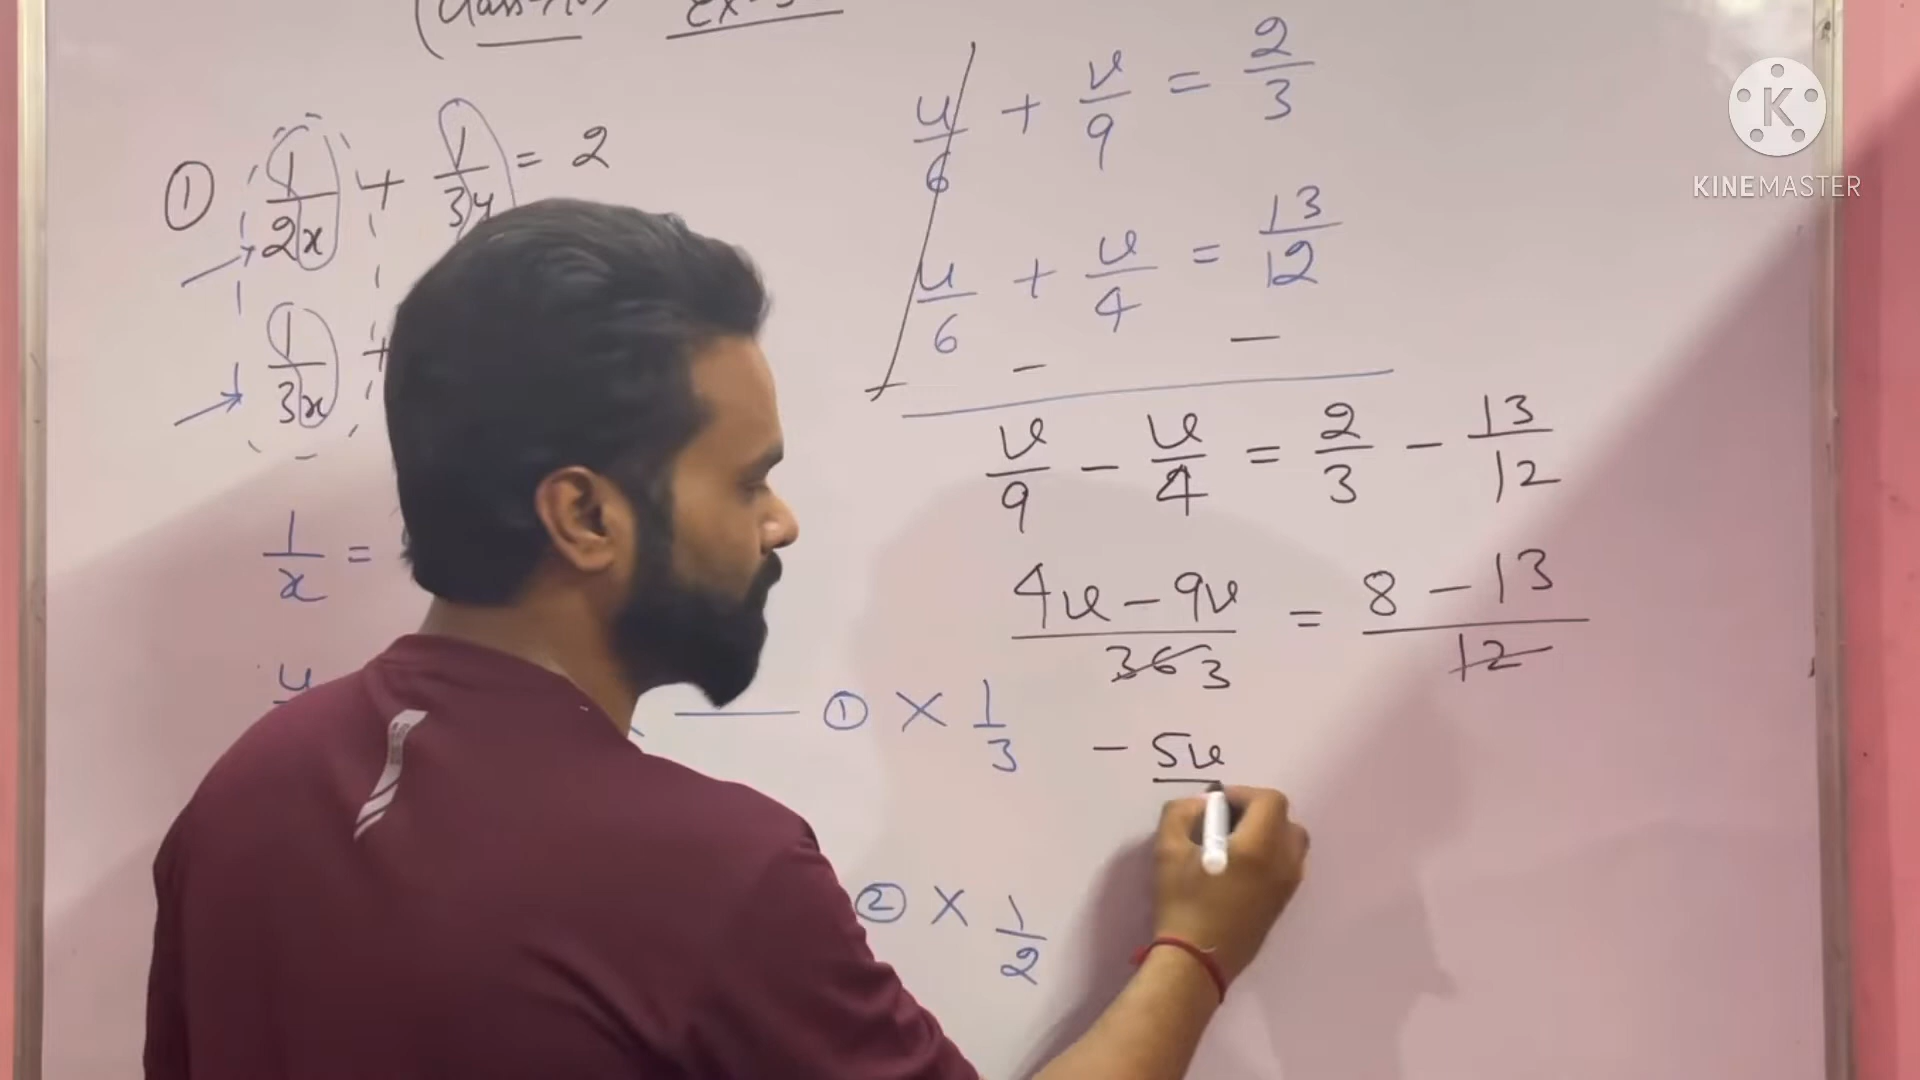 ① 1/2x + 1/3y = 2
1/3x +
1/x =
u
① × 1/3
② × 1/2
u/6 + v/9 = 2/3
u/6 + v/4 = 13/12
- -
v/9 - v/4 = 2/3 - 13/12
4v - 9v / 36 3 = 8 - 13 / 12
- 5v
K
KINEMASTER